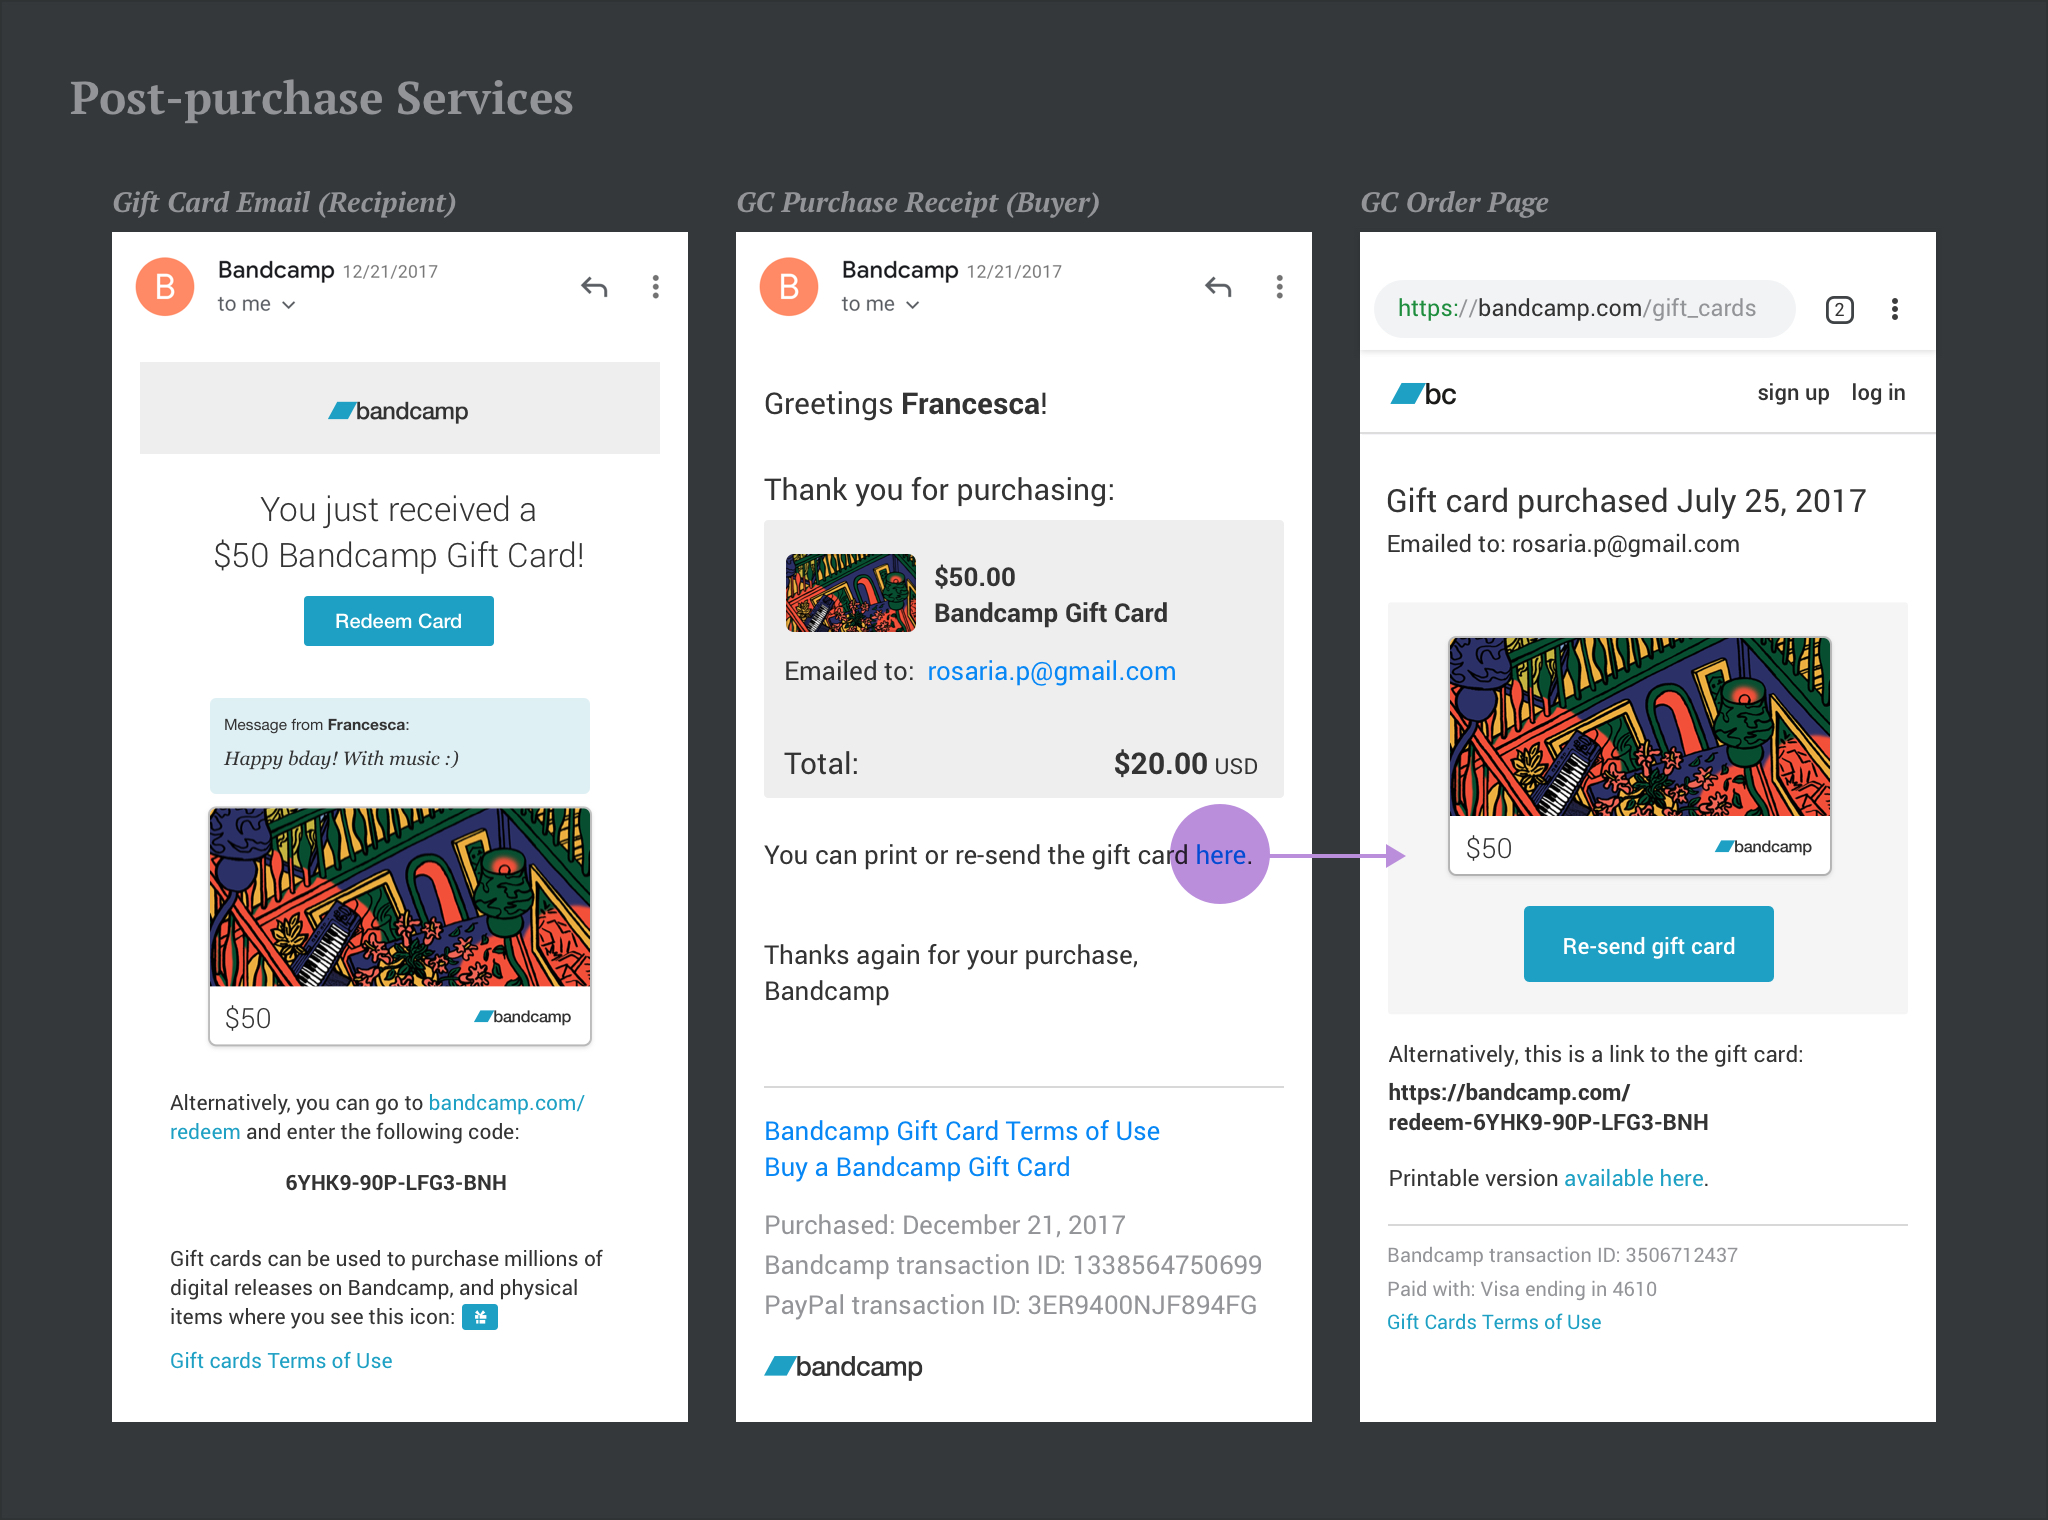 Post-purchase Services
Gift Card Email (Recipient)
B
Bandcamp 12/21/2017
to me
bandcamp
You just received a
$50 Bandcamp Gift Card!
Redeem Card
Message from Francesca:
Happy bday! With music :)
$50
bandcamp
Alternatively, you can go to bandcamp.com/
redeem and enter the following code:
6YHK9-90P-LFG3-BNH
Gift cards can be used to purchase millions of
digital releases on Bandcamp, and physical
items where you see this icon:
Gift cards Terms of Use
GC Purchase Receipt (Buyer)
B
Bandcamp 12/21/2017
to me
Greetings Francesca!
Thank you for purchasing:
$50.00
Bandcamp Gift Card
Emailed to: rosaria.p@gmail.com
Total: $20.00 USD
You can print or re-send the gift card here.
Thanks again for your purchase,
Bandcamp
Bandcamp Gift Card Terms of Use
Buy a Bandcamp Gift Card
Purchased: December 21, 2017
Bandcamp transaction ID: 1338564750699
PayPal transaction ID: 3ER9400NJF894FG
bandcamp
GC Order Page
https://bandcamp.com/gift_cards
2
bc
sign up log in
Gift card purchased July 25, 2017
Emailed to: rosaria.p@gmail.com
$50
bandcamp
Re-send gift card
Alternatively, this is a link to the gift card:
https://bandcamp.com/
redeem-6YHK9-90P-LFG3-BNH
Printable version available here.
Bandcamp transaction ID: 3506712437
Paid with: Visa ending in 4610
Gift Cards Terms of Use